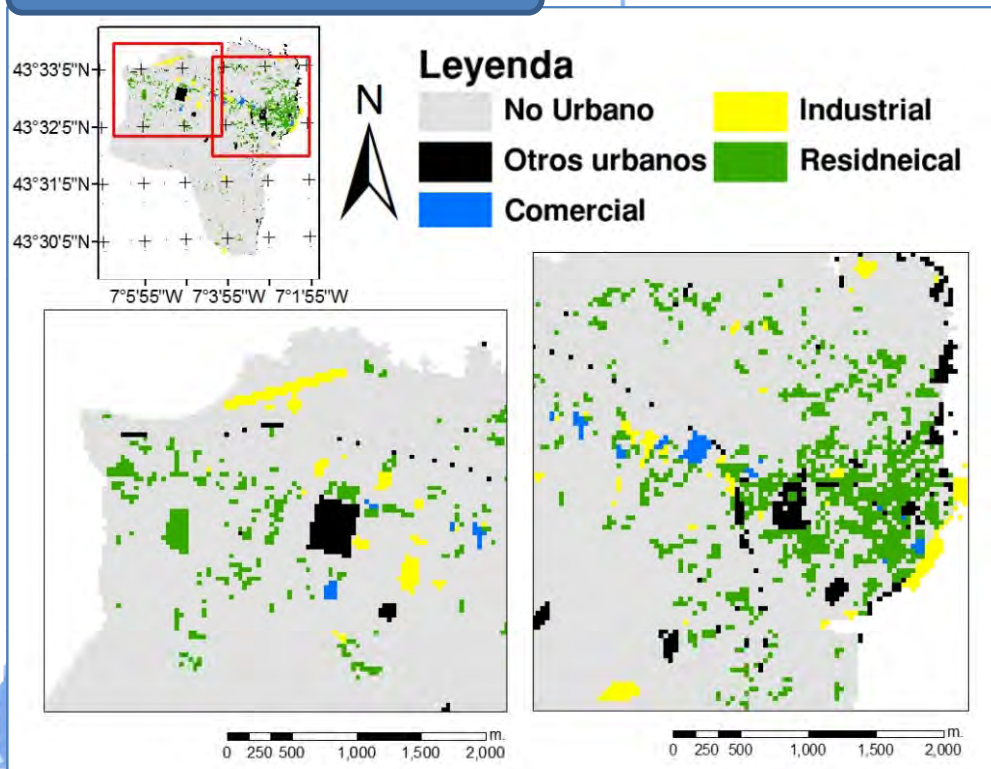 43°33'5"N
43°32'5"N
43°31'5"N
43°30'5"N
7°5'55"W 7°3'55"W 7°1'55"W
N
Leyenda
No Urbano
Industrial
Otros urbanos
Residneical
Comercial
m.
0 250 500 1,000 1,500 2,000
m.
0 250 500 1,000 1,500 2,000